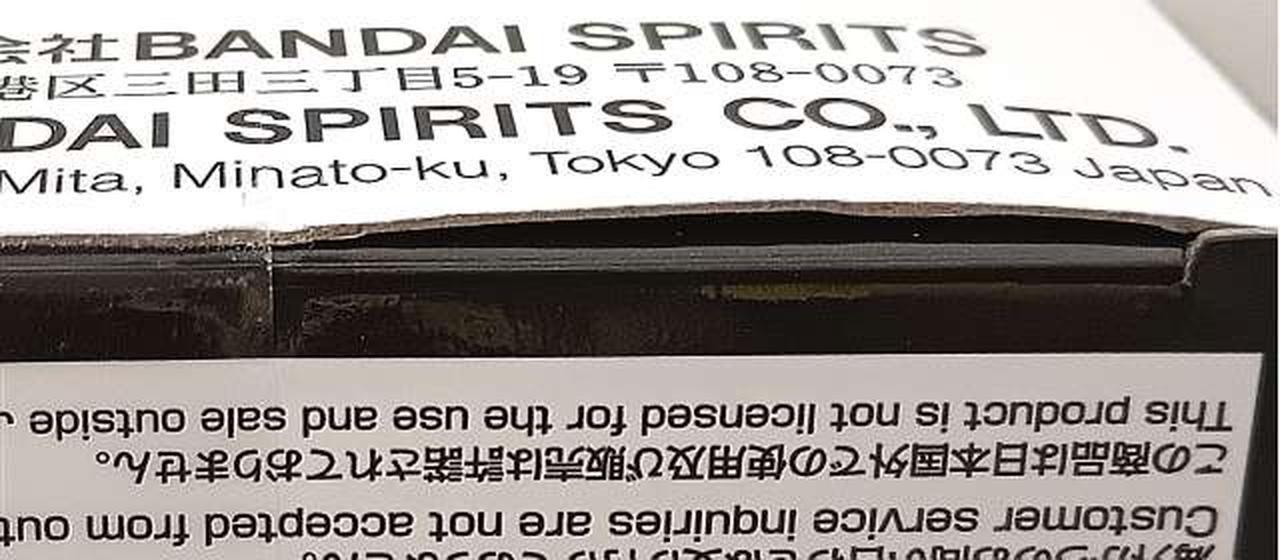 会社BANDAI SPIRITS
港区三田三丁目5-19 〒108-0073
DAI SPIRITS CO., LTD.
Mita, Minato-ku, Tokyo 108-0073 Japan
This product is not licensed for the use and sale outside
この商品は日本国外での使用及び販売は許諾されておりません。
Customer service inquiries are not accepted from out